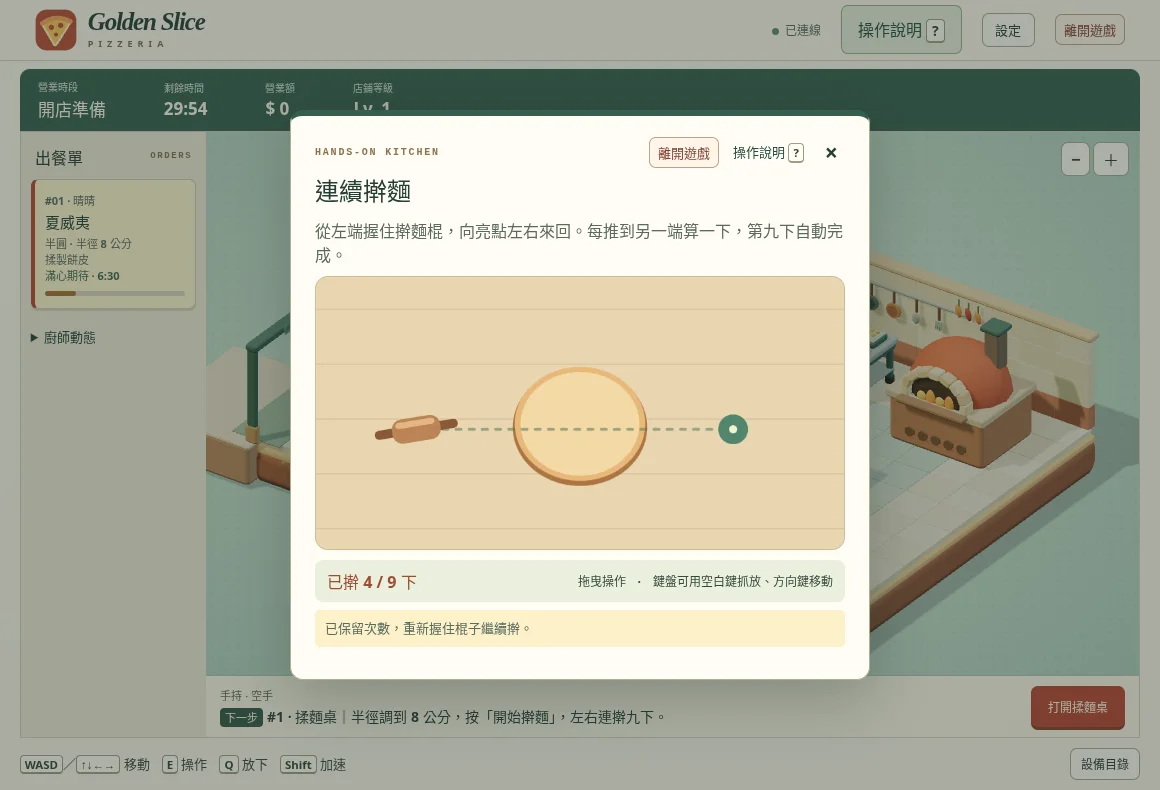 Golden Slice
PIZZERIA
已連線
操作說明 ?
設定
離開遊戲
營業時段
開店準備
剩餘時間
29:54
營業額
$ 0
店鋪等級
Lv. 1
出餐單
ORDERS
#01 · 晴晴
夏威夷
半圓 · 半徑 8 公分
揉製餅皮
滿心期待 · 6:30
▶ 廚師動態
− +
HANDS-ON KITCHEN
離開遊戲
操作說明 ?
×
連續擀麵
從左端握住擀麵棍，向亮點左右來回。每推到另一端算一下，第九下自動完
成。
已擀 4 / 9 下
拖曳操作 · 鍵盤可用空白鍵抓放、方向鍵移動
已保留次數，重新握住棍子繼續擀。
手持 · 空手
下一步 #1 · 揉麵桌｜半徑調到 8 公分，按「開始擀麵」，左右連擀九下。
打開揉麵桌
WASD／↑↓←→ 移動 E 操作 Q 放下 Shift 加速
設備目錄